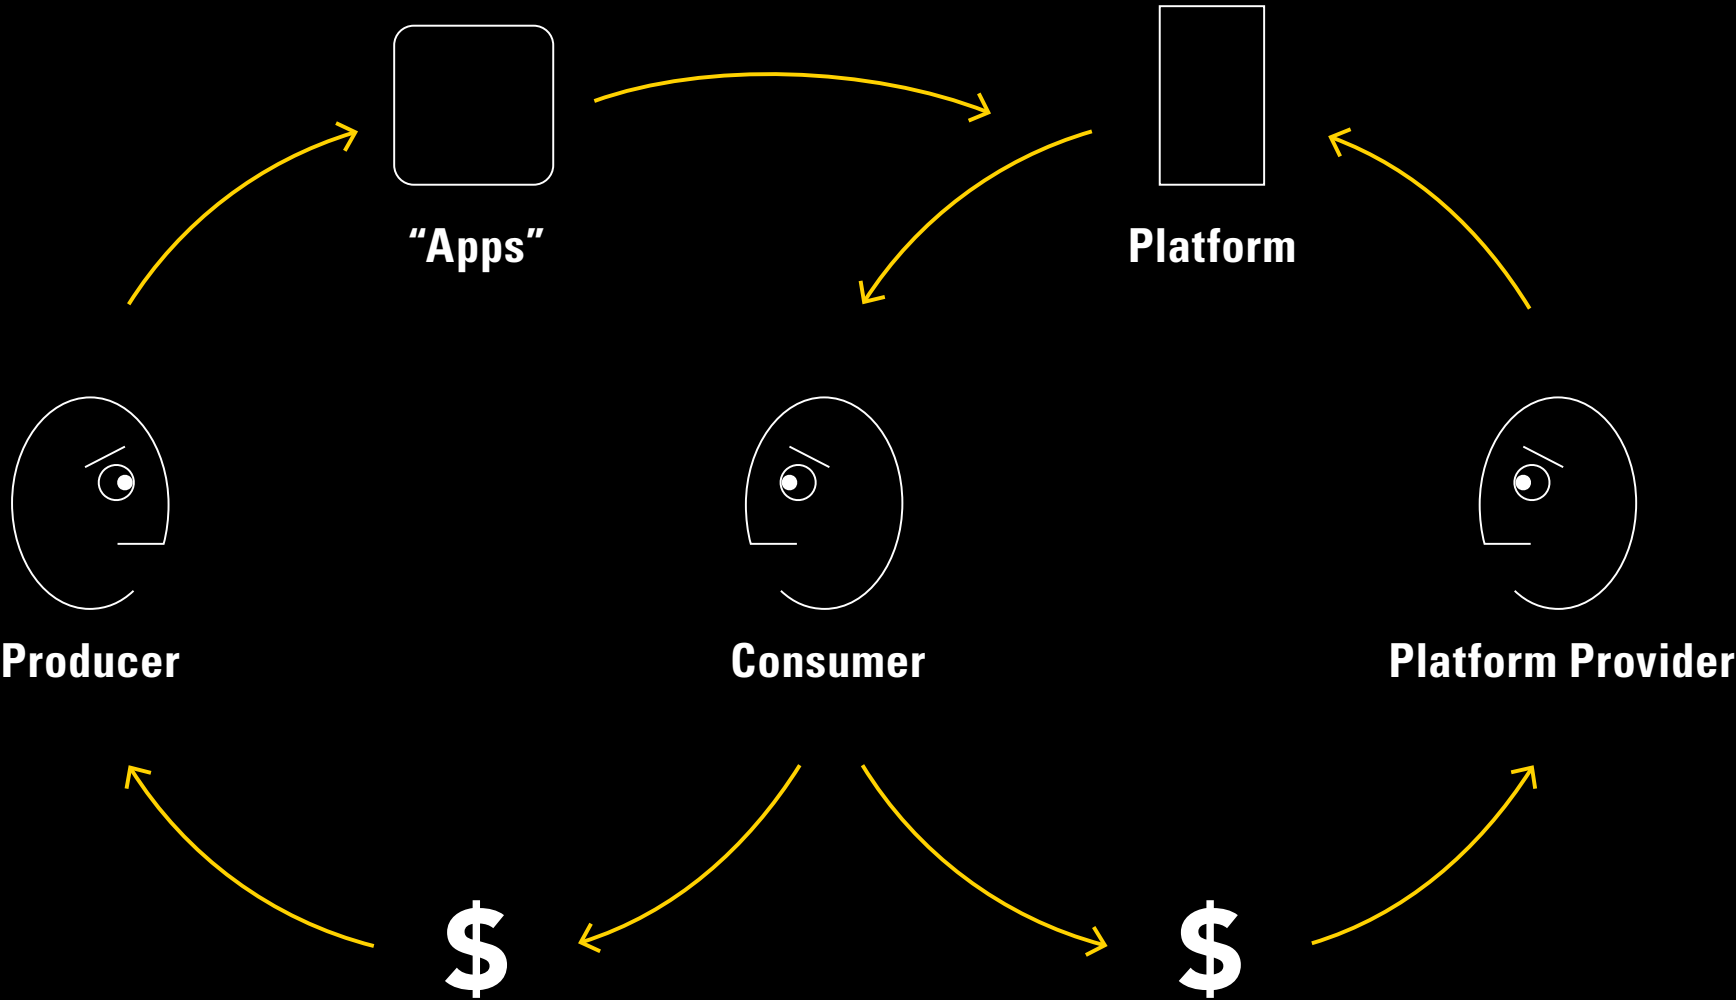 “Apps”
Platform
Producer
Consumer
Platform Provider
$
$